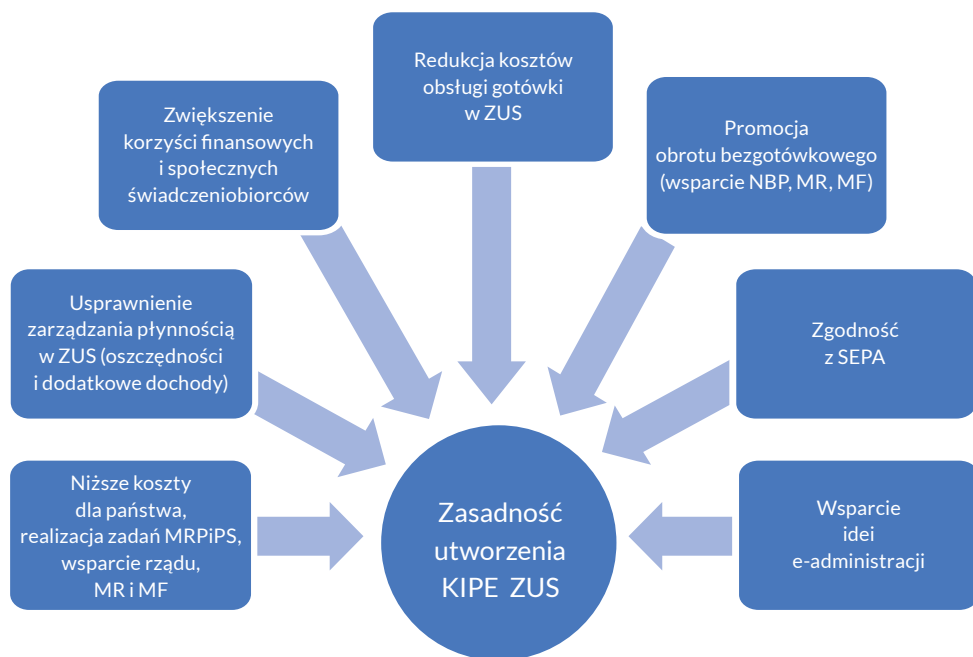 Redukcja kosztów
obsługi gotówki
w ZUS
Zwiększenie
korzyści finansowych
i społecznych
świadczeniobiorców
Promocja
obrotu bezgotówkowego
(wsparcie NBP, MR, MF)
Usprawnienie
zarządzania płynnością
w ZUS (oszczędności
i dodatkowe dochody)
Zgodność
z SEPA
Niższe koszty
dla państwa,
realizacja zadań MRPiPS,
wsparcie rządu,
MR i MF
Zasadność
utworzenia
KIPE ZUS
Wsparcie
idei
e-administracji